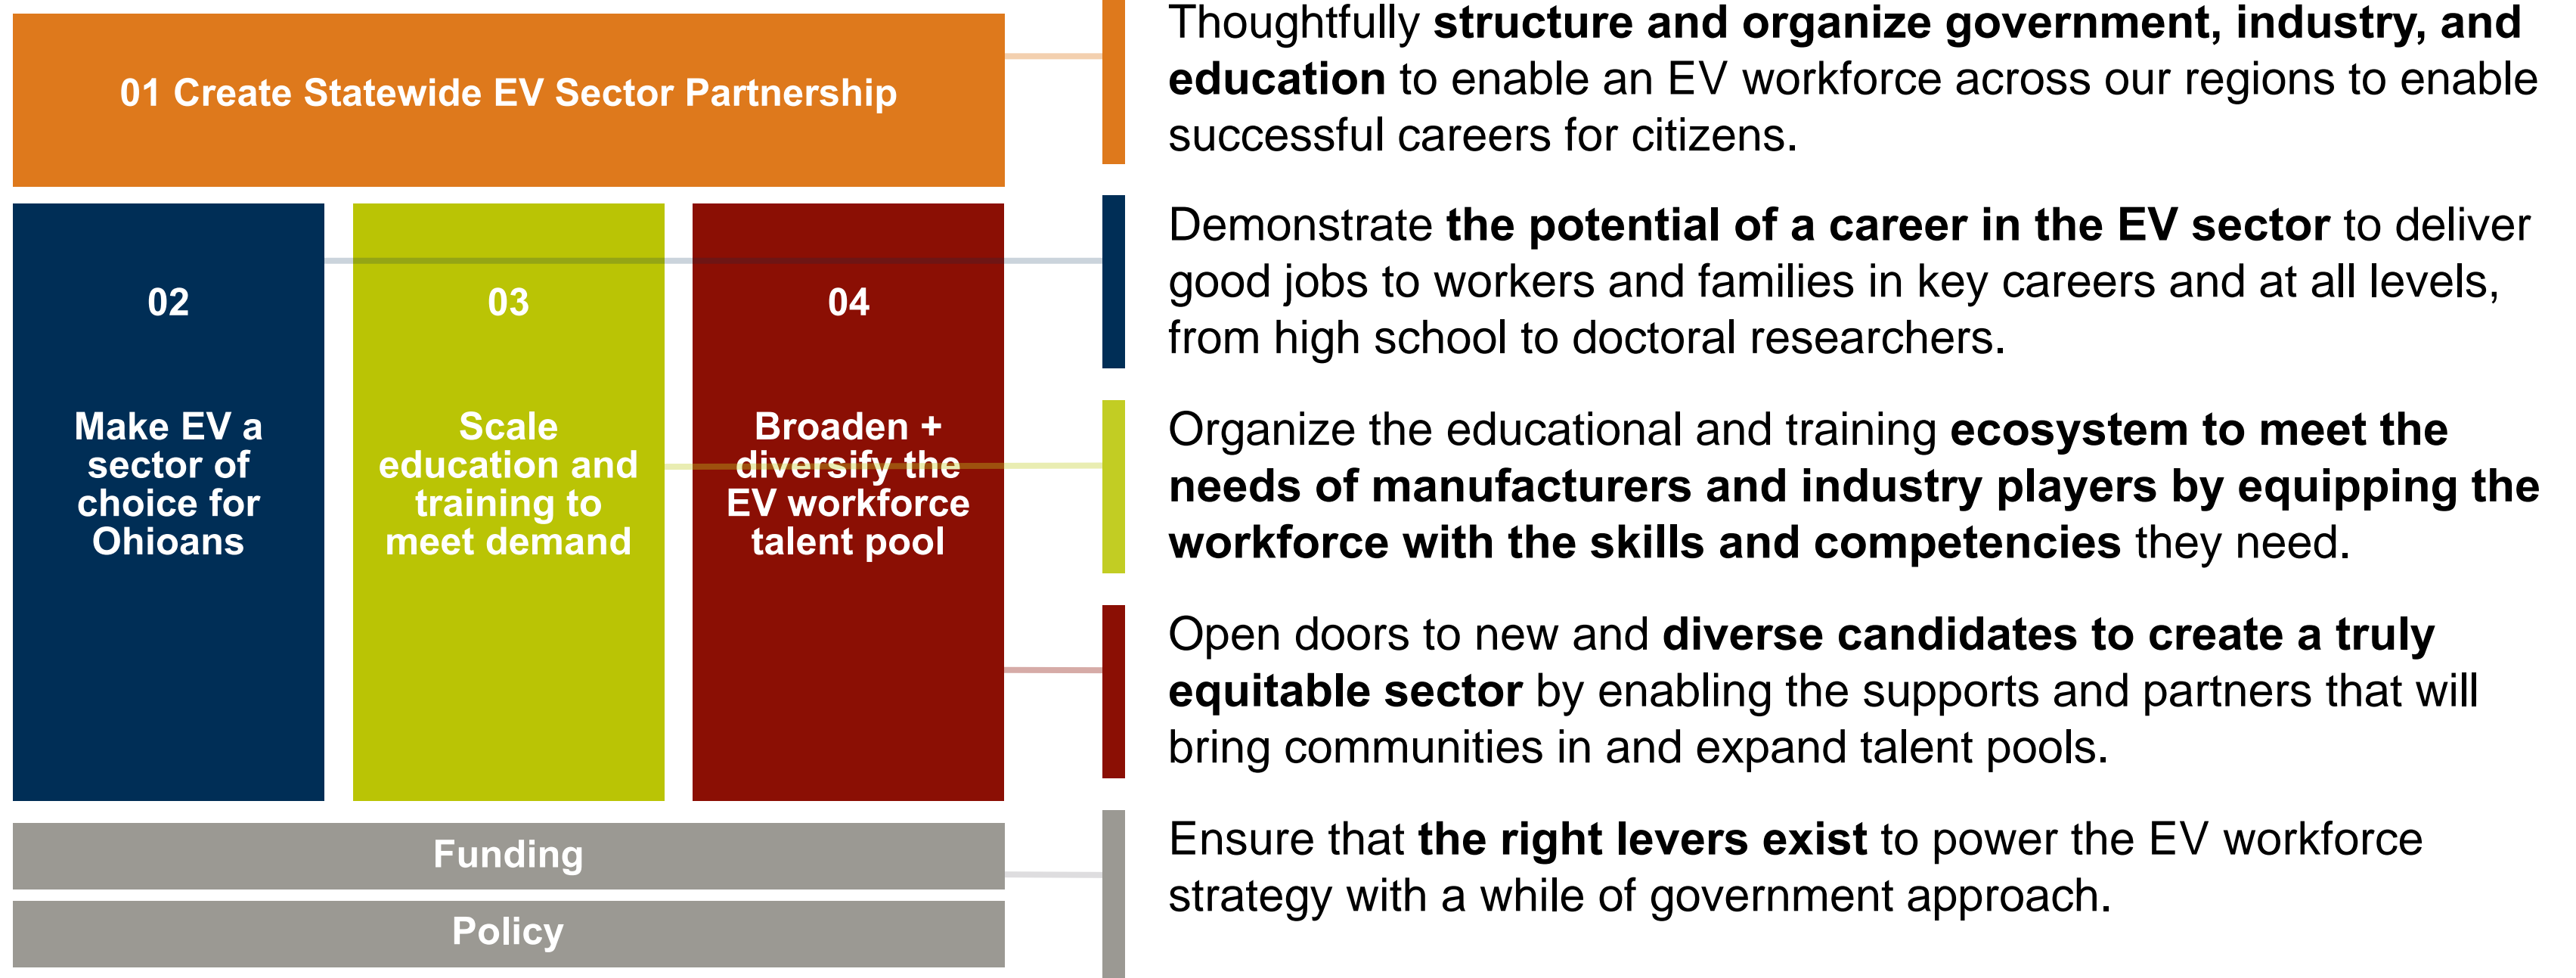 01 Create Statewide EV Sector Partnership
Thoughtfully structure and organize government, industry, and
education to enable an EV workforce across our regions to enable
successful careers for citizens.
02
Make EV a
sector of
choice for
Ohioans
Demonstrate the potential of a career in the EV sector to deliver
good jobs to workers and families in key careers and at all levels,
from high school to doctoral researchers.
03
Scale
education and
training to
meet demand
Organize the educational and training ecosystem to meet the
needs of manufacturers and industry players by equipping the
workforce with the skills and competencies they need.
04
Broaden +
diversify the
EV workforce
talent pool
Open doors to new and diverse candidates to create a truly
equitable sector by enabling the supports and partners that will
bring communities in and expand talent pools.
Funding
Policy
Ensure that the right levers exist to power the EV workforce
strategy with a while of government approach.